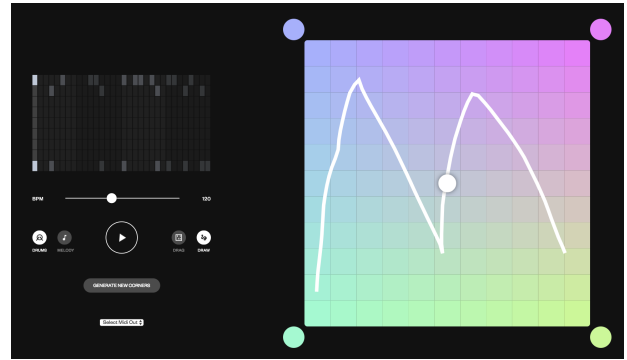 BPM
120
DRUMS MELODY DRAG DRAW
GENERATE NEW CORNERS
Select Midi Out